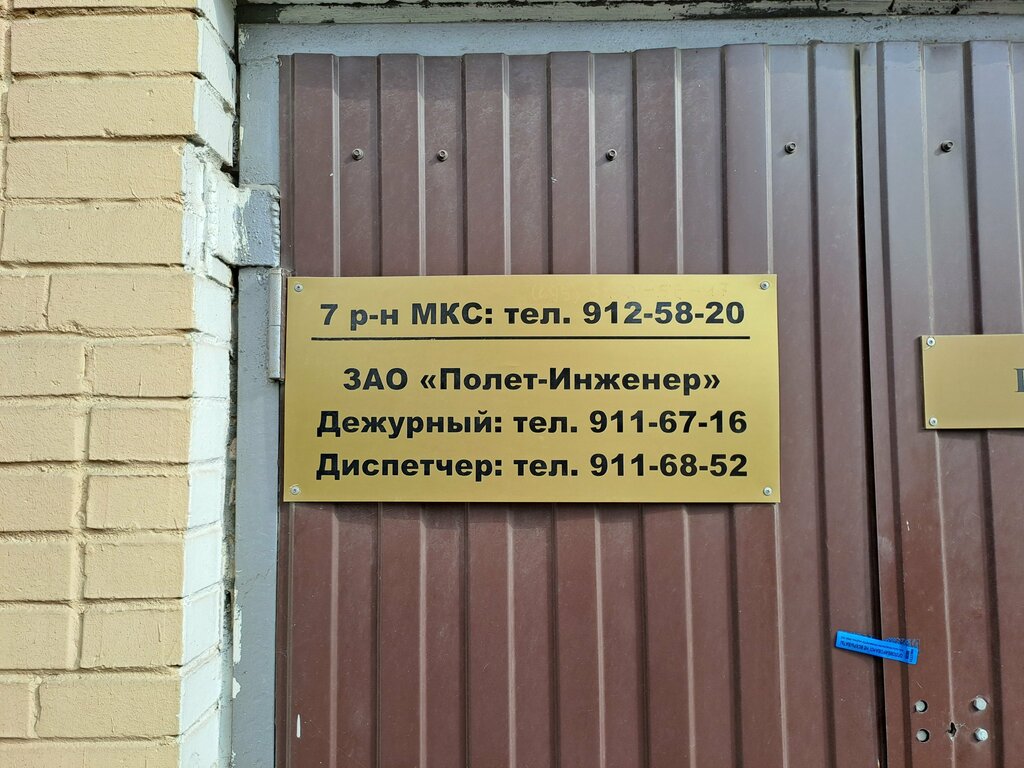 7 р-н МКС: тел. 912-58-20
ЗАО «Полет-Инженер»
Дежурный: тел. 911-67-16
Диспетчер: тел. 911-68-52